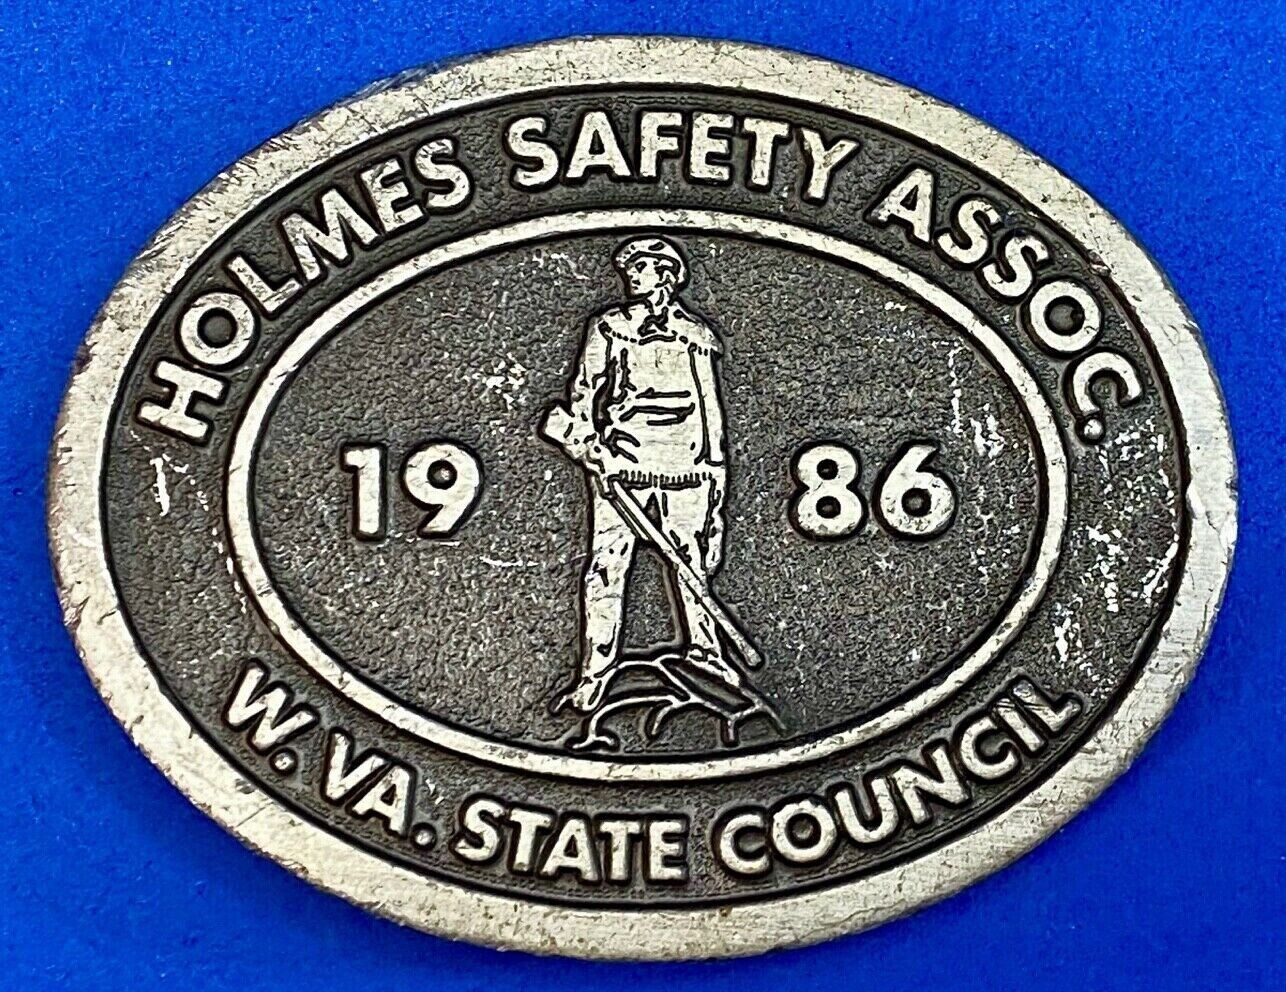 HOLMES SAFETY ASSOC.
19 86
W. VA. STATE COUNCIL